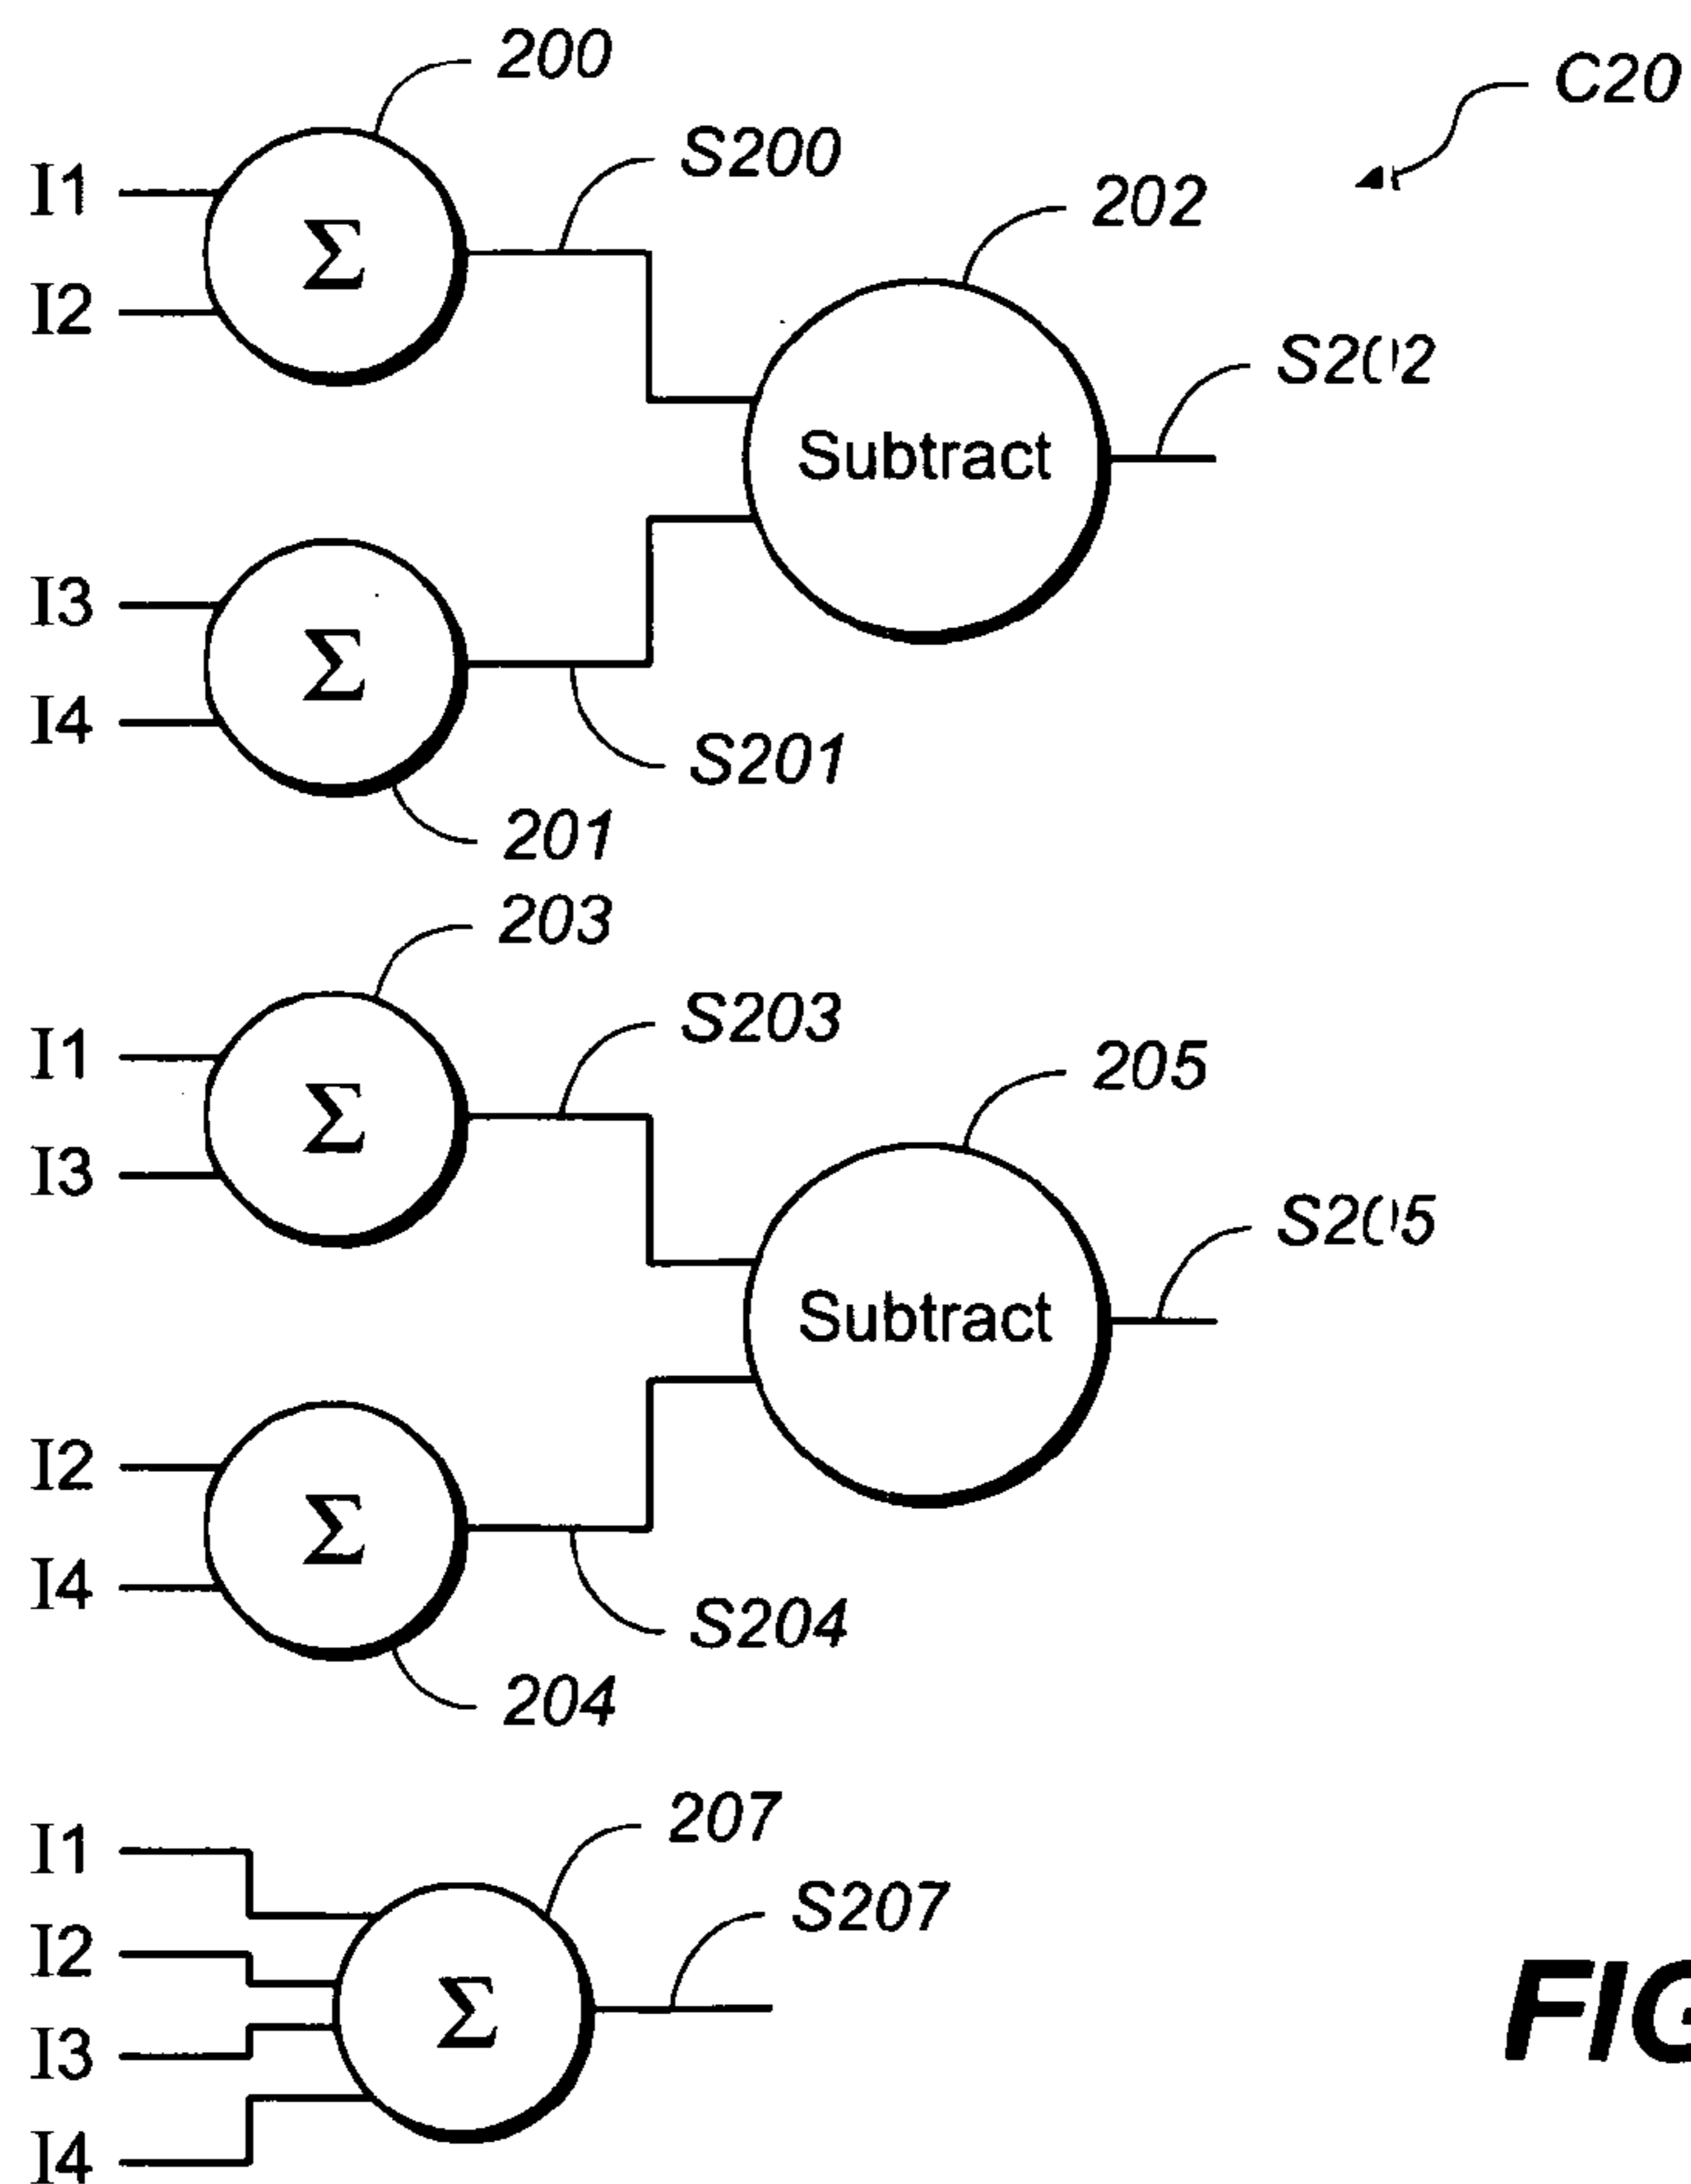 200
C20
S200
I1
202
Σ
I2
S202
Subtract
I3
Σ
I4
S201
201
203
S203
I1
205
Σ
I3
S205
Subtract
I2
Σ
I4
S204
204
207
I1
S207
I2
Σ
I3
I4
FIG